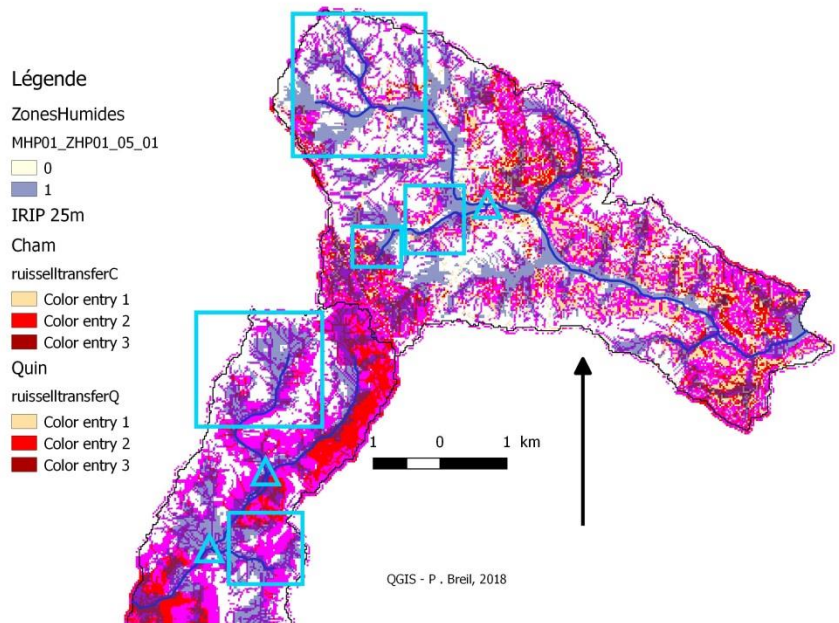 Légende
ZonesHumides
MHP01_ZHP01_05_01
0
1
IRIP 25m
Cham
ruisselltransferC
Color entry 1
Color entry 2
Color entry 3
Quin
ruisselltransferQ
Color entry 1
Color entry 2
Color entry 3
1 0 1 km
QGIS - P . Breil, 2018